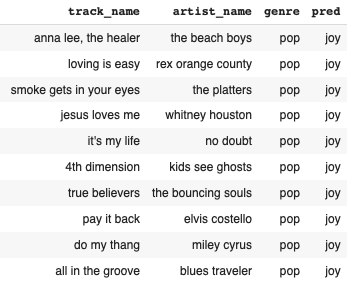 track_name artist_name genre pred
anna lee, the healer the beach boys pop joy
loving is easy rex orange county pop joy
smoke gets in your eyes the platters pop joy
jesus loves me whitney houston pop joy
it's my life no doubt pop joy
4th dimension kids see ghosts pop joy
true believers the bouncing souls pop joy
pay it back elvis costello pop joy
do my thang miley cyrus pop joy
all in the groove blues traveler pop joy